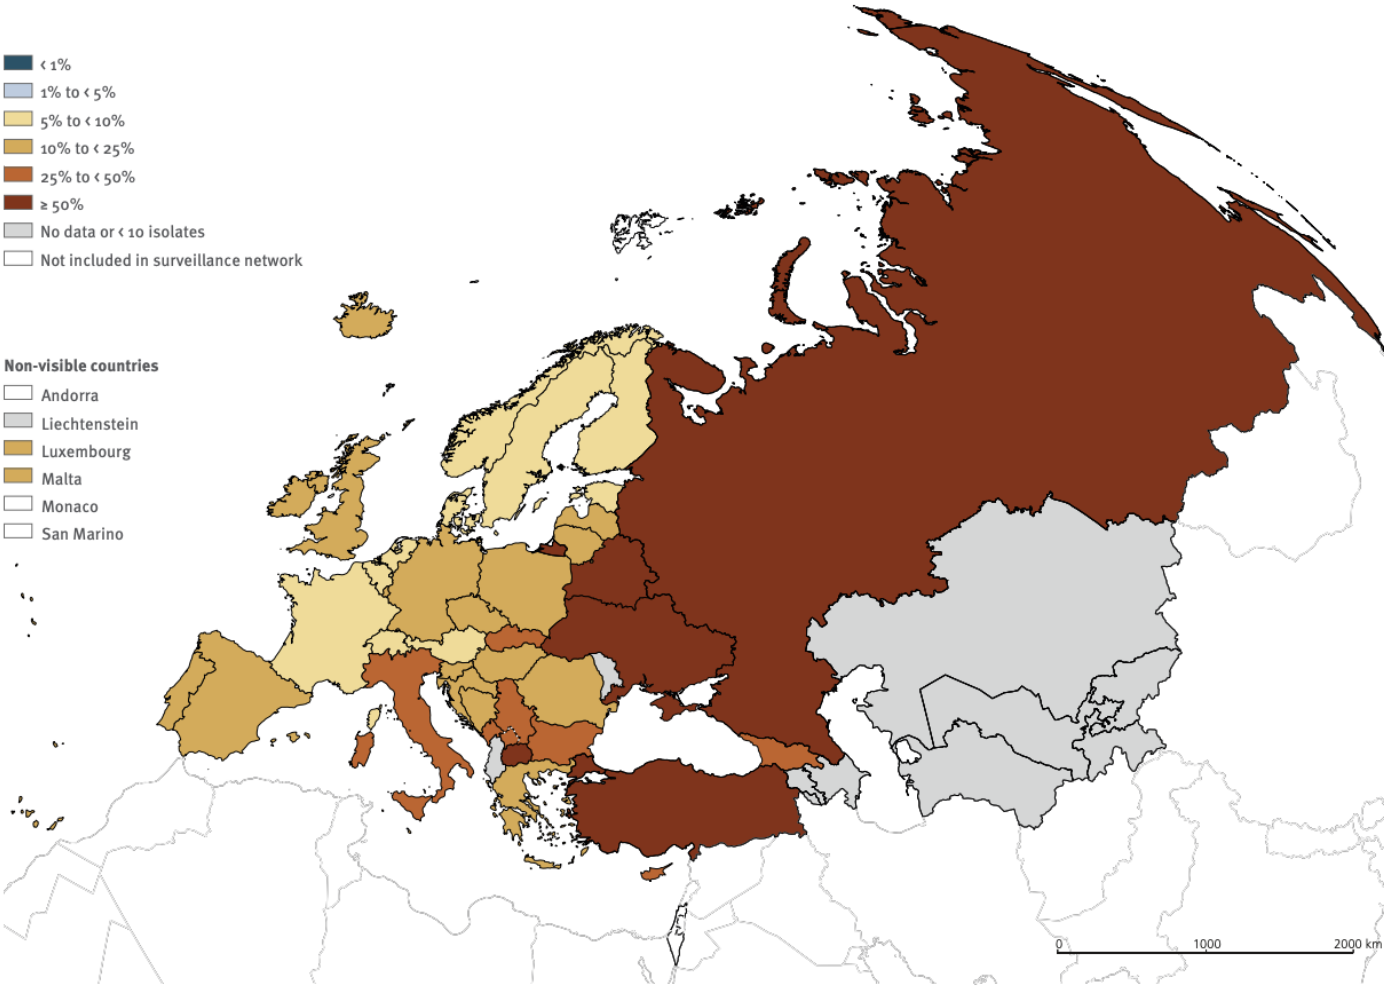 < 1%
1% to < 5%
5% to < 10%
10% to < 25%
25% to < 50%
≥ 50%
No data or < 10 isolates
Not included in surveillance network
Non-visible countries
Andorra
Liechtenstein
Luxembourg
Malta
Monaco
San Marino
0 1000 2000 km